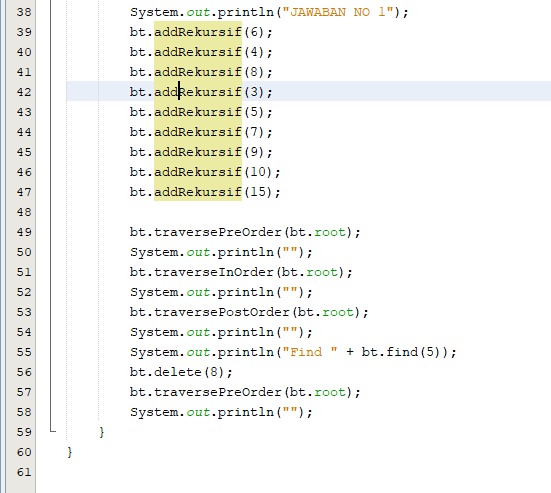 38 System.out.println("JAWABAN NO 1");
39 bt.addRekursif(6);
40 bt.addRekursif(4);
41 bt.addRekursif(8);
42 bt.addRekursif(3);
43 bt.addRekursif(5);
44 bt.addRekursif(7);
45 bt.addRekursif(9);
46 bt.addRekursif(10);
47 bt.addRekursif(15);
48
49 bt.traversePreOrder(bt.root);
50 System.out.println("");
51 bt.traverseInOrder(bt.root);
52 System.out.println("");
53 bt.traversePostOrder(bt.root);
54 System.out.println("");
55 System.out.println("Find " + bt.find(5));
56 bt.delete(8);
57 bt.traversePreOrder(bt.root);
58 System.out.println("");
59 }
60 }
61